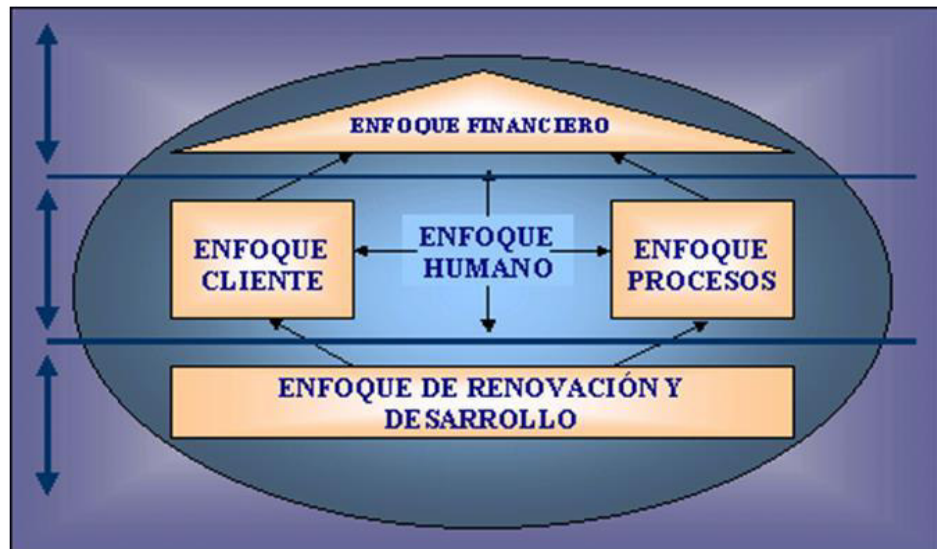 ENFOQUE FINANCIERO
ENFOQUE
CLIENTE
ENFOQUE
HUMANO
ENFOQUE
PROCESOS
ENFOQUE DE RENOVACIÓN Y
DESARROLLO